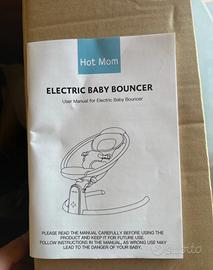 Hot Mom
ELECTRIC BABY BOUNCER
User Manual for Electric Baby Bouncer
PLEASE READ THE MANUAL CAREFULLY BEFORE USING THE
PRODUCT AND KEEP IT FOR FUTURE USE.
FOLLOW INSTRUCTIONS IN THE MANUAL, AS WRONG USE MAY
LEAD TO THE DANGER OF YOUR BABY.
subito